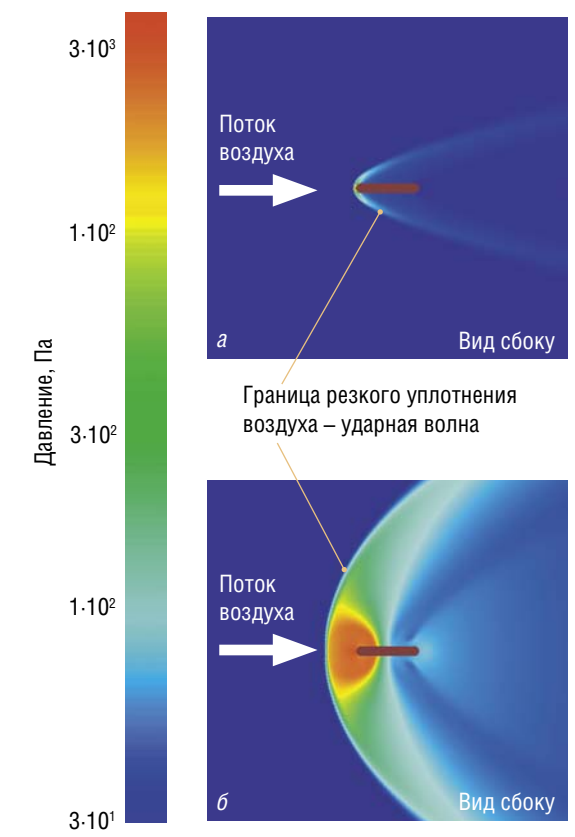 Давление, Па
3·10³
1·10²
3·10²
1·10²
3·10¹
Поток
воздуха
а
Вид сбоку
Граница резкого уплотнения
воздуха – ударная волна
Поток
воздуха
б
Вид сбоку